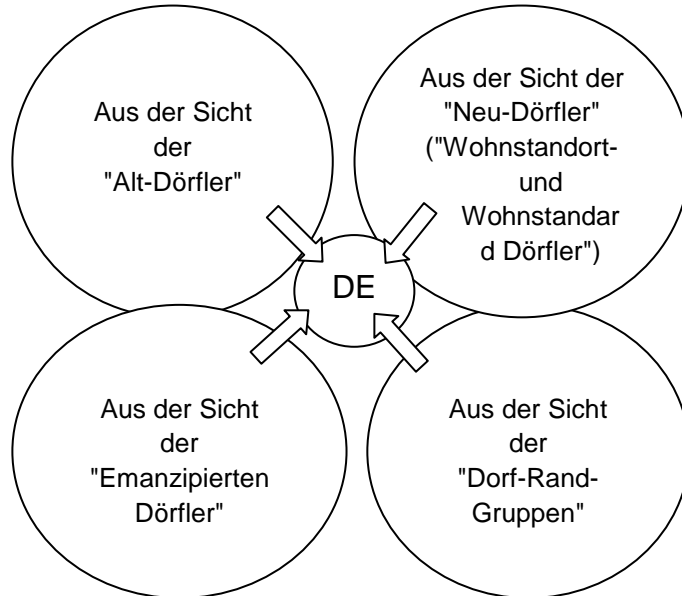 Aus der Sicht
der
"Alt-Dörfler"
Aus der Sicht der
"Neu-Dörfler"
("Wohnstandort-
und
Wohnstandar
d Dörfler")
DE
Aus der Sicht
der
"Emanzipierten
Dörfler"
Aus der Sicht
der
"Dorf-Rand-
Gruppen"